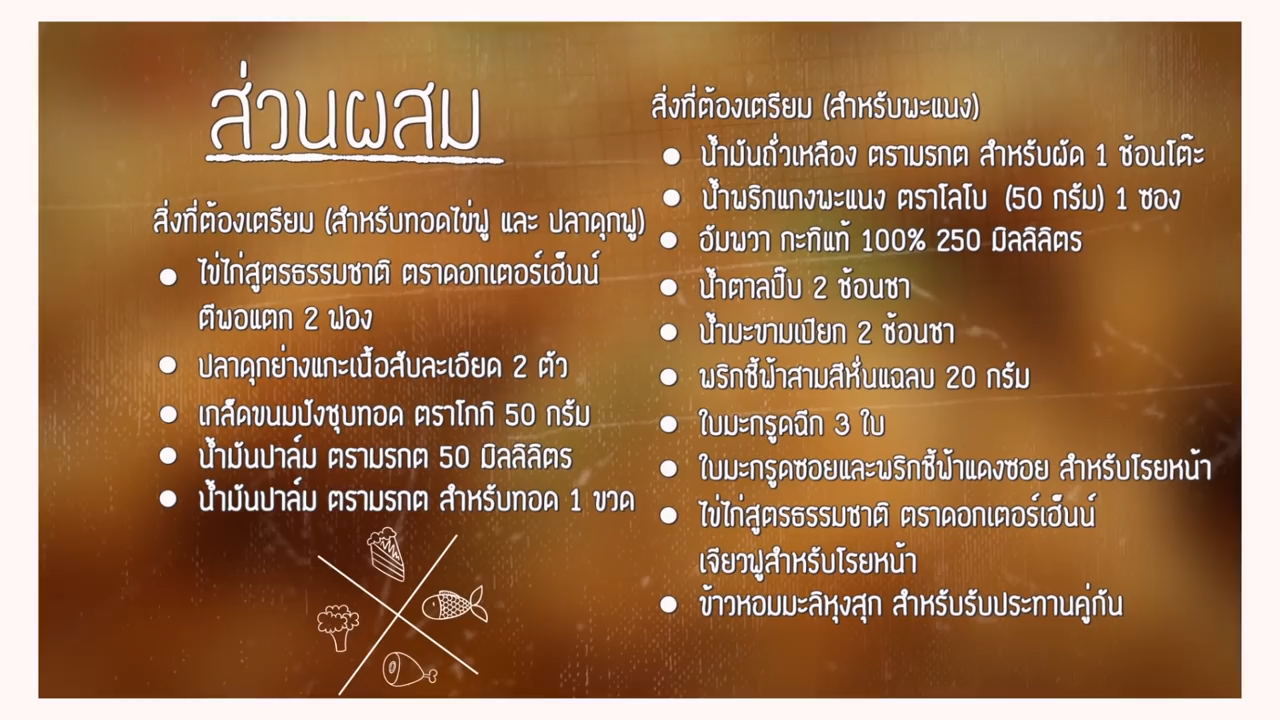 ส่วนผสม
สิ่งที่ต้องเตรียม (สำหรับทอดไข่ฟู และ ปลาดุกฟู)
● ไข่ไก่สูตรธรรมชาติ ตราดอกเตอร์เฮ็นน์
ตีพอแตก 2 ฟอง
● ปลาดุกย่างแกะเนื้อสับละเอียด 2 ตัว
● เกล็ดขนมปังชุบทอด ตราโกกิ 50 กรัม
● น้ำมันปาล์ม ตรามรกต 50 มิลลิลิตร
● น้ำมันปาล์ม ตรามรกต สำหรับทอด 1 ขวด
สิ่งที่ต้องเตรียม (สำหรับพะแนง)
● น้ำมันถั่วเหลือง ตรามรกต สำหรับผัด 1 ช้อนโต๊ะ
● น้ำพริกแกงพะแนง ตราโลโบ (50 กรัม) 1 ซอง
● อัมพวา กะทิแท้ 100% 250 มิลลิลิตร
● น้ำตาลปี๊บ 2 ช้อนชา
● น้ำมะขามเปียก 2 ช้อนชา
● พริกชี้ฟ้าสามสีหั่นแฉลบ 20 กรัม
● ใบมะกรูดฉีก 3 ใบ
● ใบมะกรูดซอยและพริกชี้ฟ้าแดงซอย สำหรับโรยหน้า
● ไข่ไก่สูตรธรรมชาติ ตราดอกเตอร์เฮ็นน์
เจียวฟูสำหรับโรยหน้า
● ข้าวหอมมะลิหุงสุก สำหรับรับประทานคู่กัน